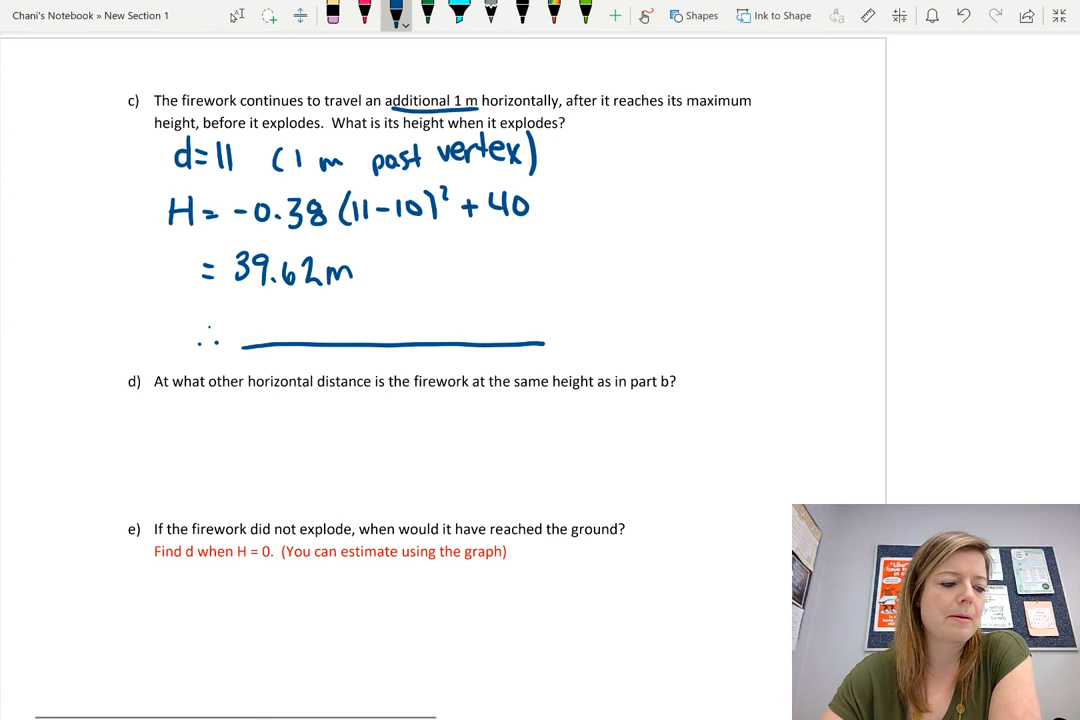 Chani's Notebook » New Section 1
Shapes
Ink to Shape
c) The firework continues to travel an additional 1 m horizontally, after it reaches its maximum
height, before it explodes. What is its height when it explodes?
d=11 (1 m past vertex)
H = -0.38 (11-10)² + 40
= 39.62m
∴
d) At what other horizontal distance is the firework at the same height as in part b?
e) If the firework did not explode, when would it have reached the ground?
Find d when H = 0. (You can estimate using the graph)